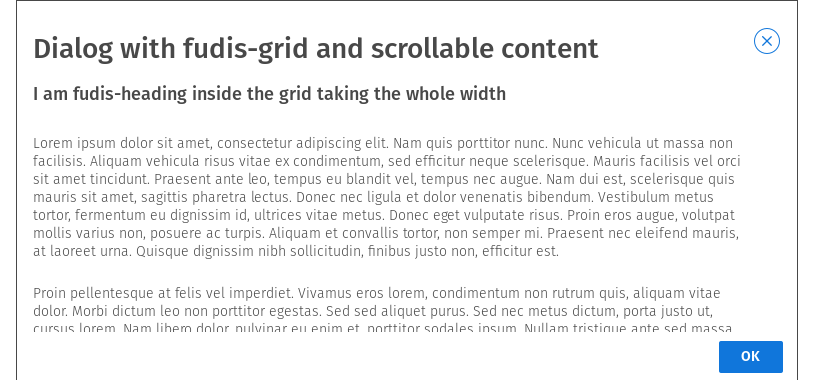 Dialog with fudis-grid and scrollable content
I am fudis-heading inside the grid taking the whole width
Lorem ipsum dolor sit amet, consectetur adipiscing elit. Nam quis porttitor nunc. Nunc vehicula ut massa non
facilisis. Aliquam vehicula risus vitae ex condimentum, sed efficitur neque scelerisque. Mauris facilisis vel orci
sit amet tincidunt. Praesent ante leo, tempus eu blandit vel, tempus nec augue. Nam dui est, scelerisque quis
mauris sit amet, sagittis pharetra lectus. Donec nec ligula et dolor venenatis bibendum. Vestibulum metus
tortor, fermentum eu dignissim id, ultrices vitae metus. Donec eget vulputate risus. Proin eros augue, volutpat
mollis varius non, posuere ac turpis. Aliquam et convallis tortor, non semper mi. Praesent nec eleifend mauris,
at laoreet urna. Quisque dignissim nibh sollicitudin, finibus justo non, efficitur est.
Proin pellentesque at felis vel imperdiet. Vivamus eros lorem, condimentum non rutrum quis, aliquam vitae
dolor. Morbi dictum leo non porttitor egestas. Sed sed aliquet purus. Sed nec metus dictum, porta justo ut,
cursus lorem. Nam libero dolor, pulvinar eu enim et, porttitor sodales ipsum. Nullam tristique ante sed massa
OK